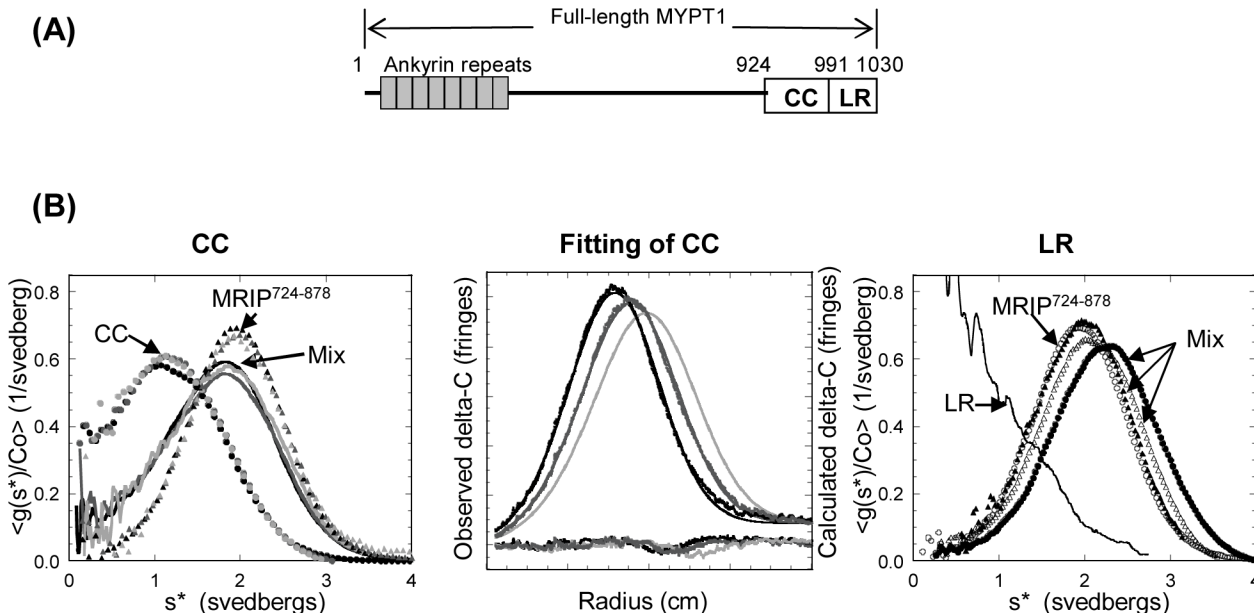 (A)
Full-length MYPT1
1 Ankyrin repeats 924 991 1030
CC LR
(B)
CC
<g(s*)/Co> (1/svedberg)
0.8
0.6
0.4
0.2
0.0
MRIP724-878
CC
Mix
0 1 2 3 4
s* (svedbergs)
Fitting of CC
Observed delta-C (fringes)
Calculated delta-C (fringes)
Radius (cm)
LR
<g(s*)/Co> (1/svedberg)
0.8
0.6
0.4
0.2
0.0
MRIP724-878
Mix
LR
0 1 2 3 4
s* (svedbergs)